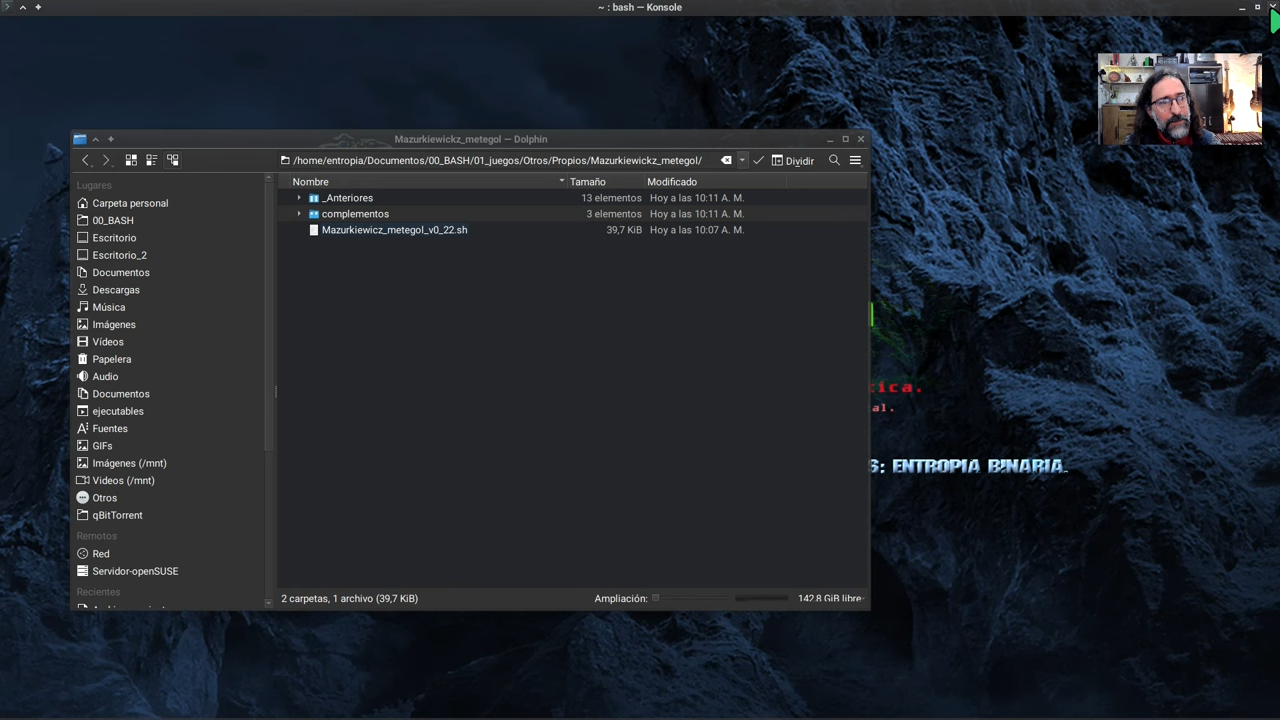 ~ : bash — Konsole
Mazurkiewickz_metegol — Dolphin
/home/entropia/Documentos/00_BASH/01_juegos/Otros/Propios/Mazurkiewickz_metegol/
Dividir
Lugares
Carpeta personal
00_BASH
Escritorio
Escritorio_2
Documentos
Descargas
Música
Imágenes
Vídeos
Papelera
Audio
Documentos
ejecutables
Fuentes
GIFs
Imágenes (/mnt)
Videos (/mnt)
Otros
qBitTorrent
Remotos
Red
Servidor-openSUSE
Recientes
Nombre Tamaño Modificado
_Anteriores 13 elementos Hoy a las 10:11 A. M.
complementos 3 elementos Hoy a las 10:11 A. M.
Mazurkiewicz_metegol_v0_22.sh 39,7 KiB Hoy a las 10:07 A. M.
2 carpetas, 1 archivo (39,7 KiB) Ampliación: 142,8 GiB libre
ica.
al.
S: ENTROPIA BINARIA.